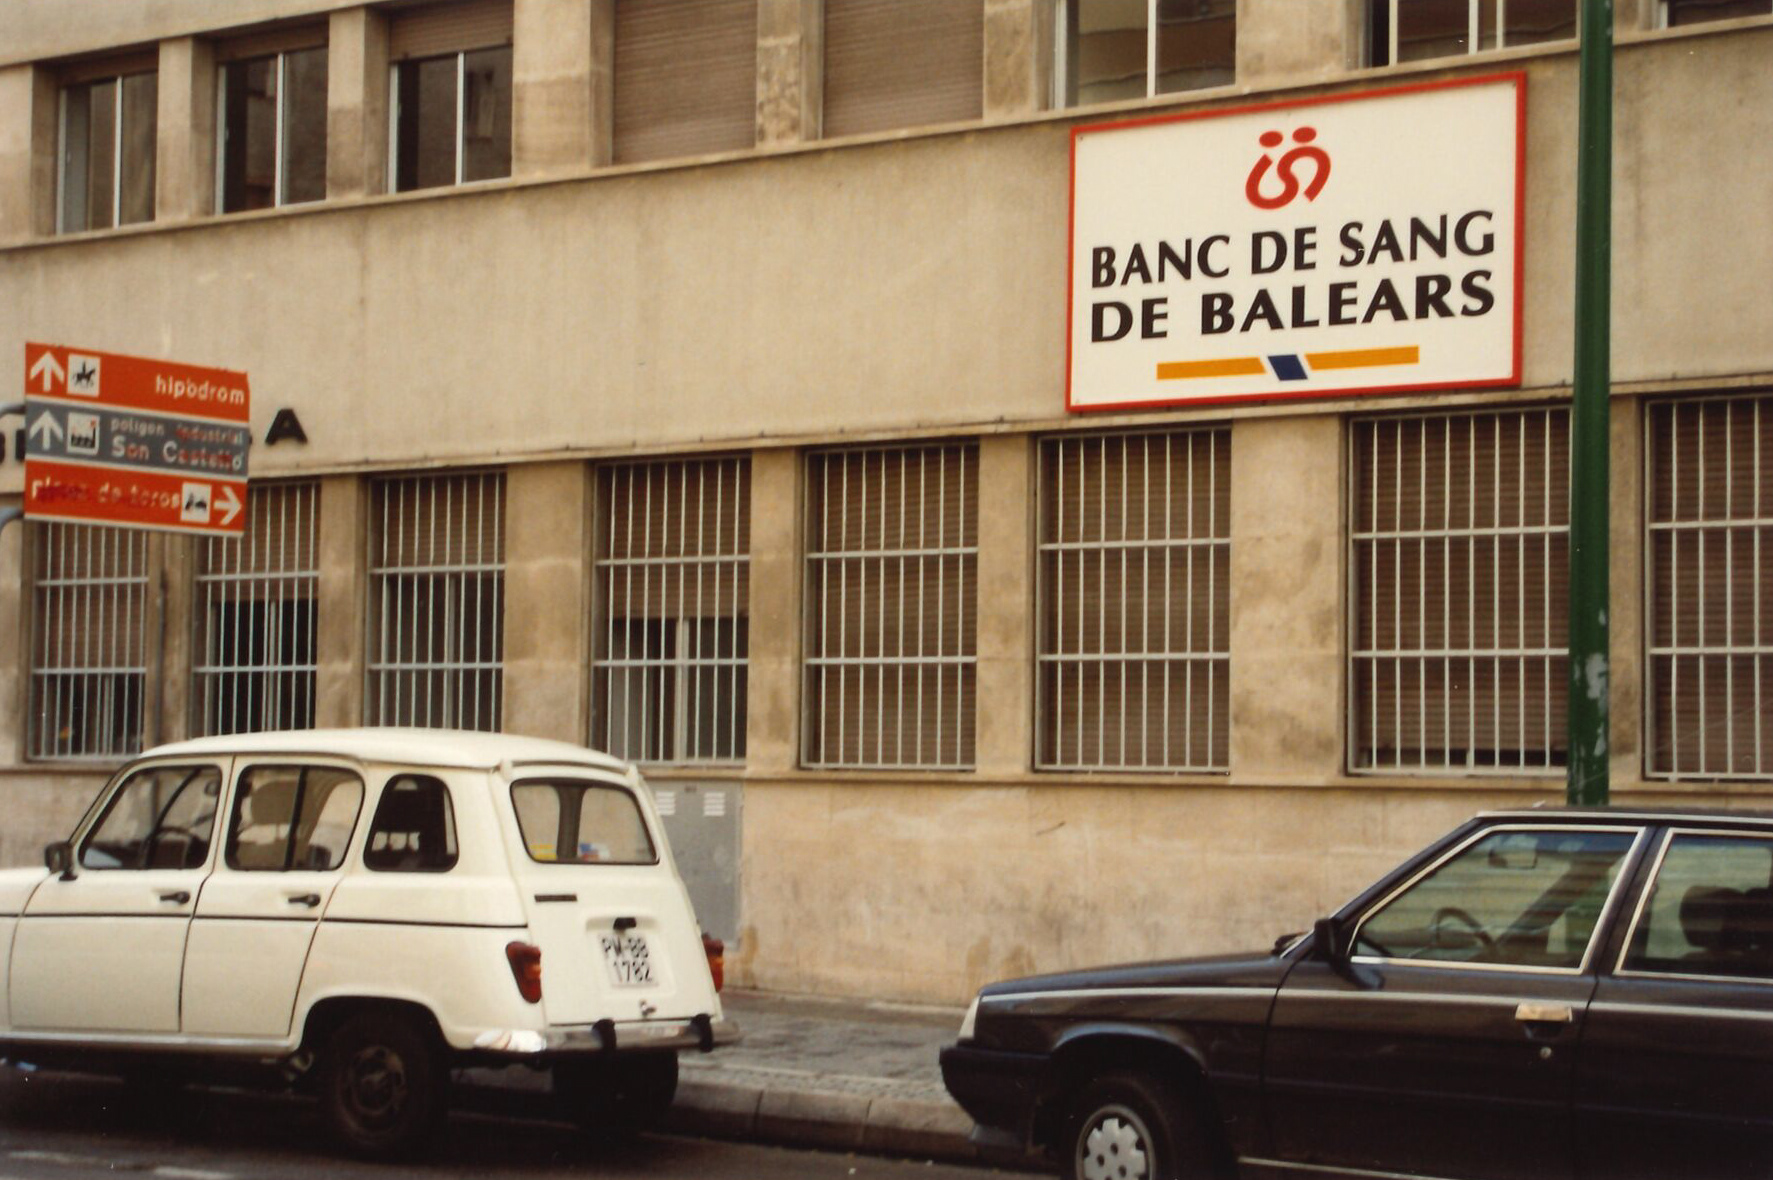 BANC DE SANG
DE BALEARS
hipòdrom
polígon industrial
Son Castelló
plaça de toros
A
PM-BB
1782